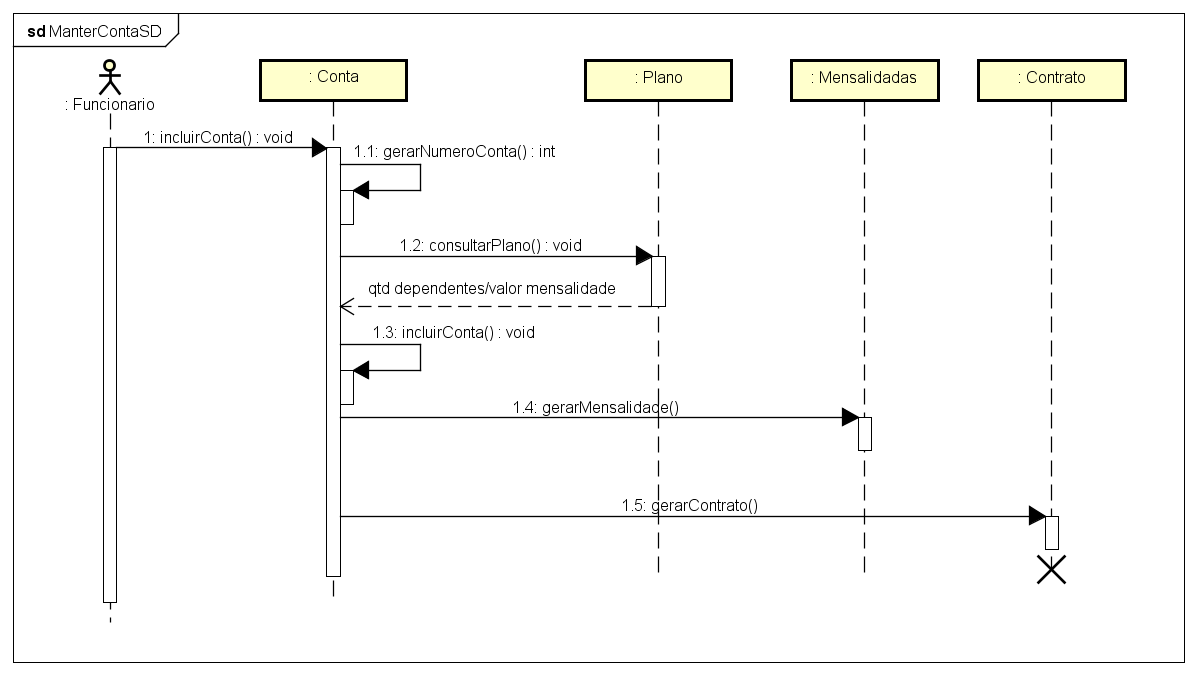 sd ManterContaSD
: Funcionario
: Conta
: Plano
: Mensalidadas
: Contrato
1: incluirConta() : void
1.1: gerarNumeroConta() : int
1.2: consultarPlano() : void
qtd dependentes/valor mensalidade
1.3: incluirConta() : void
1.4: gerarMensalidade()
1.5: gerarContrato()